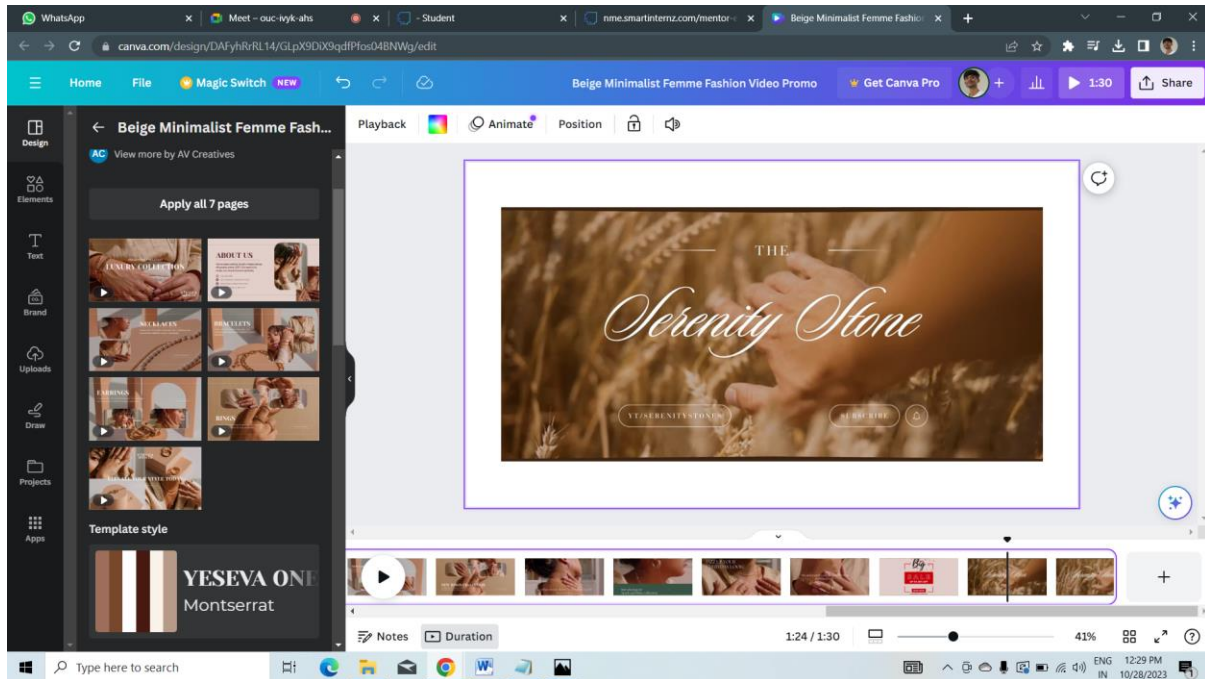 WhatsApp
Meet – ouc-ivyk-ahs
- Student
nme.smartinternz.com/mentor-
Beige Minimalist Femme Fashio
canva.com/design/DAFyhRrRL14/GLpX9DiX9qdfPfos04BNWg/edit
Home File Magic Switch NEW
Beige Minimalist Femme Fashion Video Promo
Get Canva Pro
1:30
Share
Design
Elements
Text
Brand
Uploads
Draw
Projects
Apps
Beige Minimalist Femme Fash...
AC View more by AV Creatives
Apply all 7 pages
LUXURY COLLECTION
ABOUT US
NECKLACES
BRACELETS
EARRINGS
RINGS
Template style
YESEVA ONE
Montserrat
Playback
Animate
Position
THE
Serenity Stone
YT/SERENITYSTONES
SUBSCRIBE
Big
SALE
Notes
Duration
1:24 / 1:30
41%
Type here to search
ENG
IN
12:29 PM
10/28/2023